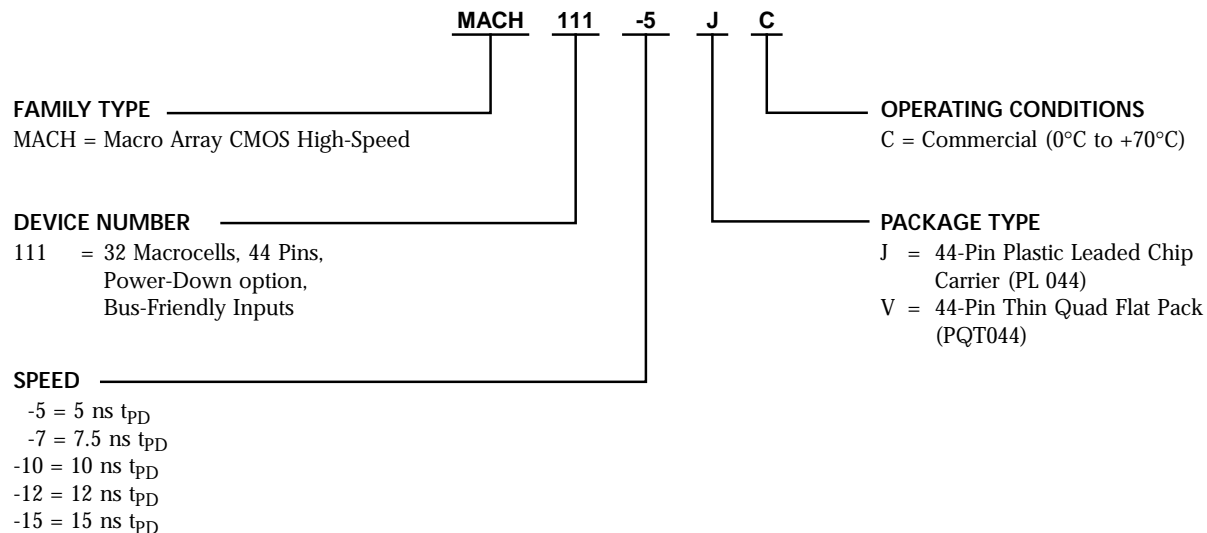 MACH 111 -5 J C
FAMILY TYPE
MACH = Macro Array CMOS High-Speed
DEVICE NUMBER
111 = 32 Macrocells, 44 Pins,
Power-Down option,
Bus-Friendly Inputs
SPEED
-5 = 5 ns tPD
-7 = 7.5 ns tPD
-10 = 10 ns tPD
-12 = 12 ns tPD
-15 = 15 ns tPD
OPERATING CONDITIONS
C = Commercial (0°C to +70°C)
PACKAGE TYPE
J = 44-Pin Plastic Leaded Chip
Carrier (PL 044)
V = 44-Pin Thin Quad Flat Pack
(PQT044)